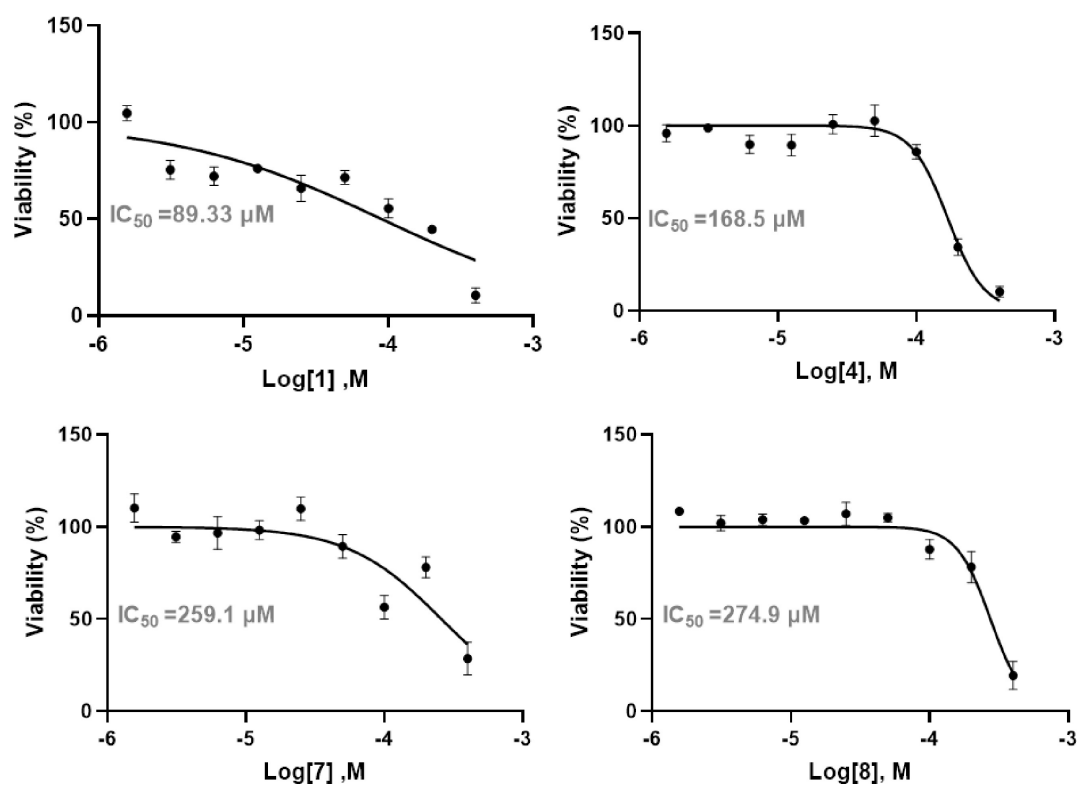 150
100
50
0
Viability (%)
IC50 =89.33 µM
-6 -5 -4 -3
Log[1] ,M
150
100
50
0
Viability (%)
IC50 =168.5 µM
-6 -5 -4 -3
Log[4], M
150
100
50
0
Viability (%)
IC50 =259.1 µM
-6 -5 -4 -3
Log[7] ,M
150
100
50
0
Viability (%)
IC50 =274.9 µM
-6 -5 -4 -3
Log[8], M